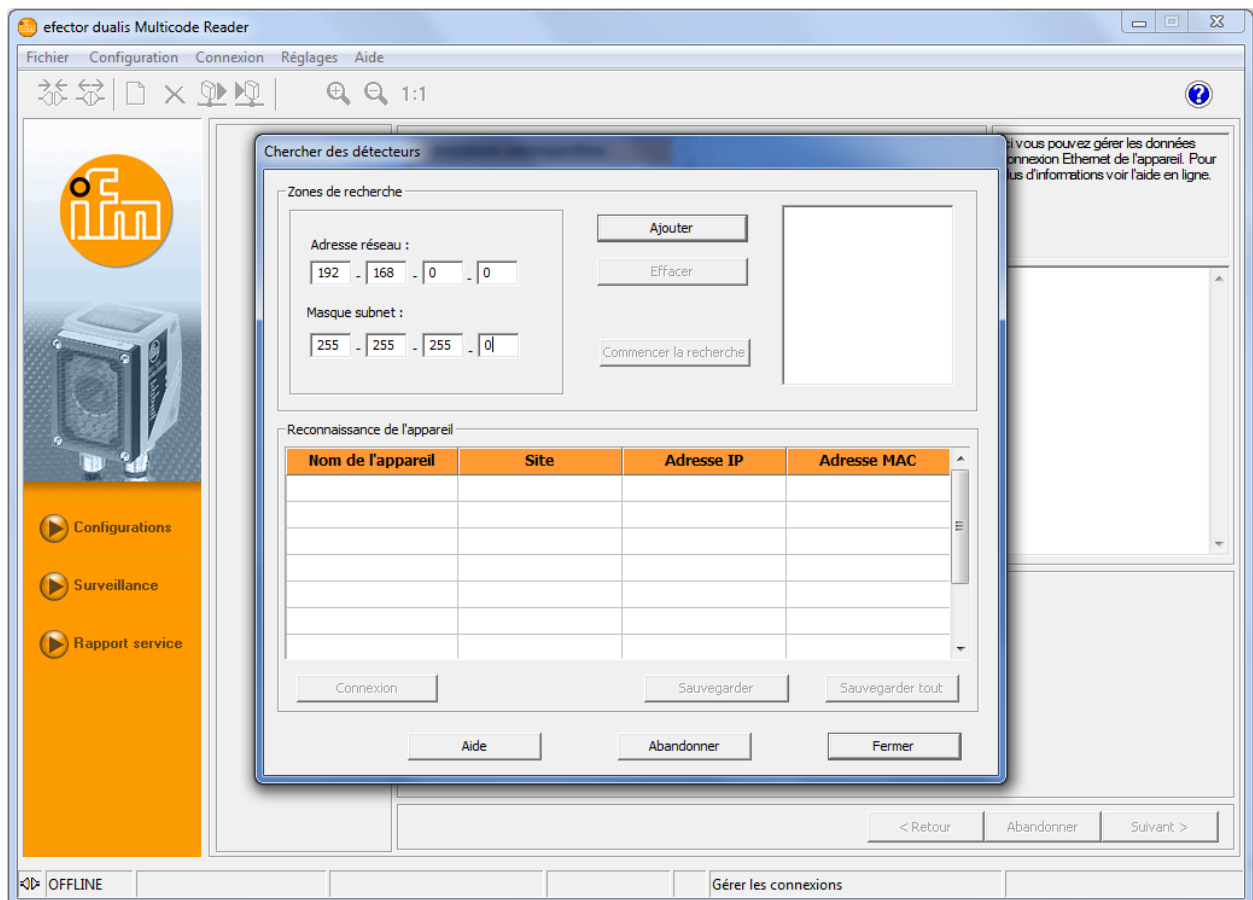 efector dualis Multicode Reader
Fichier Configuration Connexion Réglages Aide
1:1
?
ifm
Configurations
Surveillance
Rapport service
Chercher des détecteurs
Zones de recherche
Adresse réseau :
192 - 168 - 0 - 0
Masque subnet :
255 - 255 - 255 - 0
Ajouter
Effacer
Commencer la recherche
Reconnaissance de l'appareil
Nom de l'appareil Site Adresse IP Adresse MAC
Connexion Sauvegarder Sauvegarder tout
Aide Abandonner Fermer
vous pouvez gérer les données
onnexion Ethernet de l'appareil. Pour
lus d'informations voir l'aide en ligne.
< Retour Abandonner Suivant >
OFFLINE Gérer les connexions